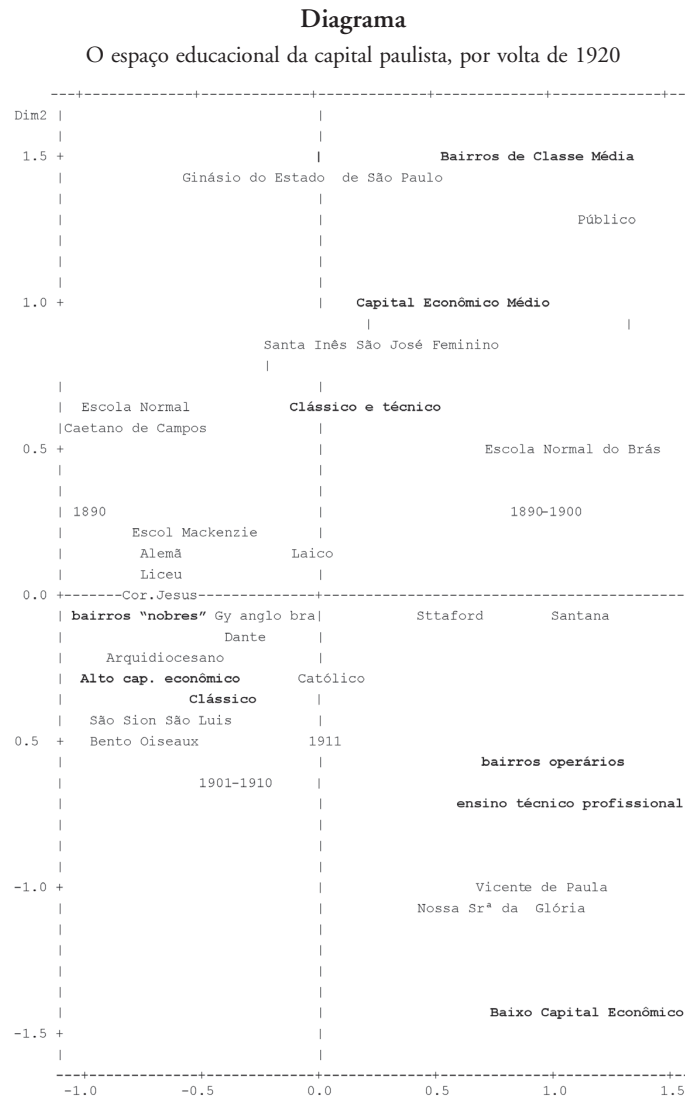 Diagrama
O espaço educacional da capital paulista, por volta de 1920
Dim2
1.5 Bairros de Classe Média
Ginásio do Estado de São Paulo
Público
1.0 Capital Econômico Médio
Santa Inês São José Feminino
Escola Normal Clássico e técnico
Caetano de Campos
0.5 Escola Normal do Brás
1890 1890-1900
Escol Mackenzie
Alemã Laico
Liceu
0.0 Cor.Jesus
bairros “nobres” Gy anglo bra Sttaford Santana
Dante
Arquidiocesano
Alto cap. econômico Católico
Clássico
São Sion São Luis
0.5 Bento Oiseaux 1911
bairros operários
1901-1910
ensino técnico profissional
-1.0 Vicente de Paula
Nossa Srª da Glória
Baixo Capital Econômico
-1.5
-1.0 -0.5 0.0 0.5 1.0 1.5